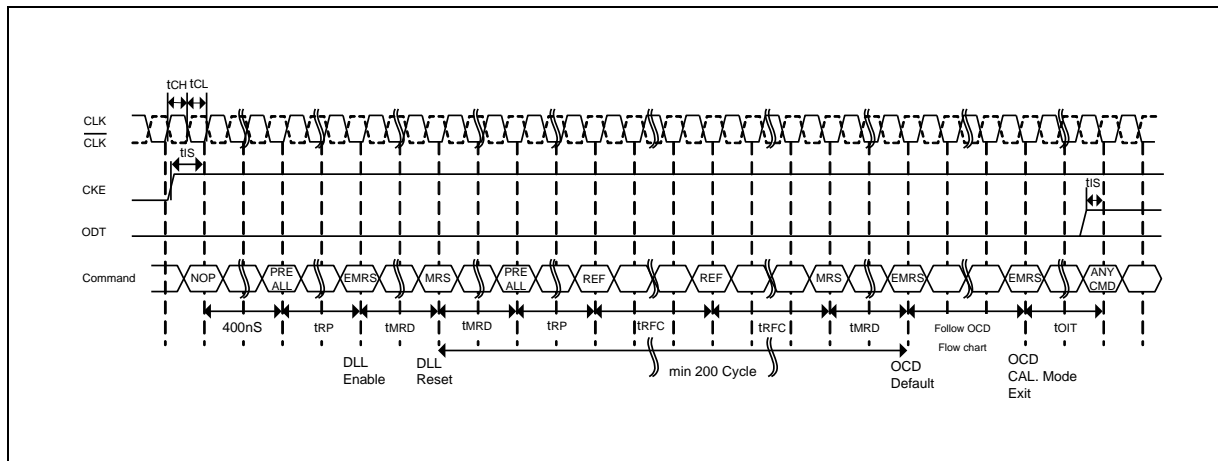 tCH tCL
CLK
CLK
tIS
CKE
tIS
ODT
Command NOP PRE ALL EMRS MRS PRE ALL REF REF MRS EMRS EMRS ANY CMD
400nS tRP tMRD tMRD tRP tRFC tRFC tMRD Follow OCD Flow chart tOIT
min 200 Cycle
DLL Enable
DLL Reset
OCD Default
OCD CAL. Mode Exit